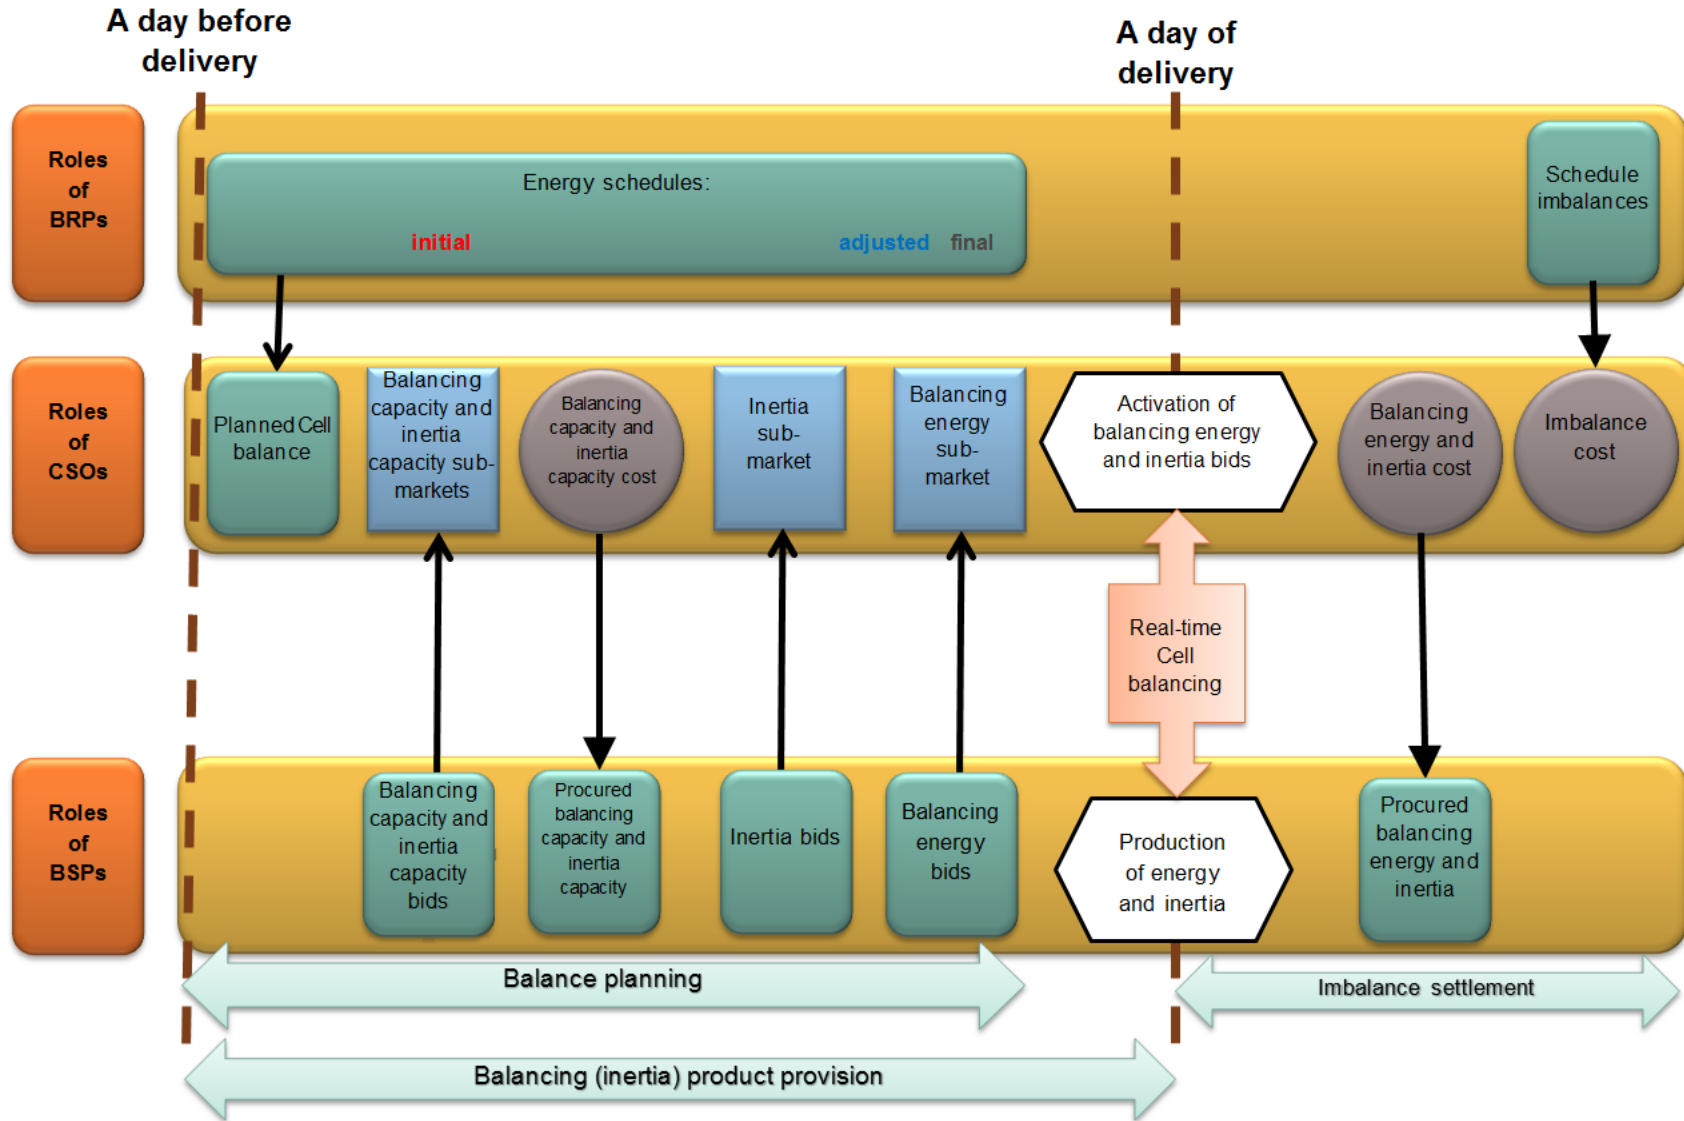 A day before
delivery
A day of
delivery
Roles
of
BRPs
Energy schedules:
initial adjusted final
Schedule
imbalances
Roles
of
CSOs
Planned Cell
balance
Balancing
capacity and
inertia
capacity sub-
markets
Balancing
capacity and
inertia
capacity cost
Inertia
sub-
market
Balancing
energy sub-
market
Activation of
balancing energy
and inertia bids
Balancing
energy and
inertia cost
Imbalance
cost
Real-time
Cell
balancing
Roles
of
BSPs
Balancing
capacity and
inertia
capacity
bids
Procured
balancing
capacity and
inertia
capacity
Inertia bids
Balancing
energy
bids
Production
of energy
and inertia
Procured
balancing
energy and
inertia
Balance planning
Imbalance settlement
Balancing (inertia) product provision